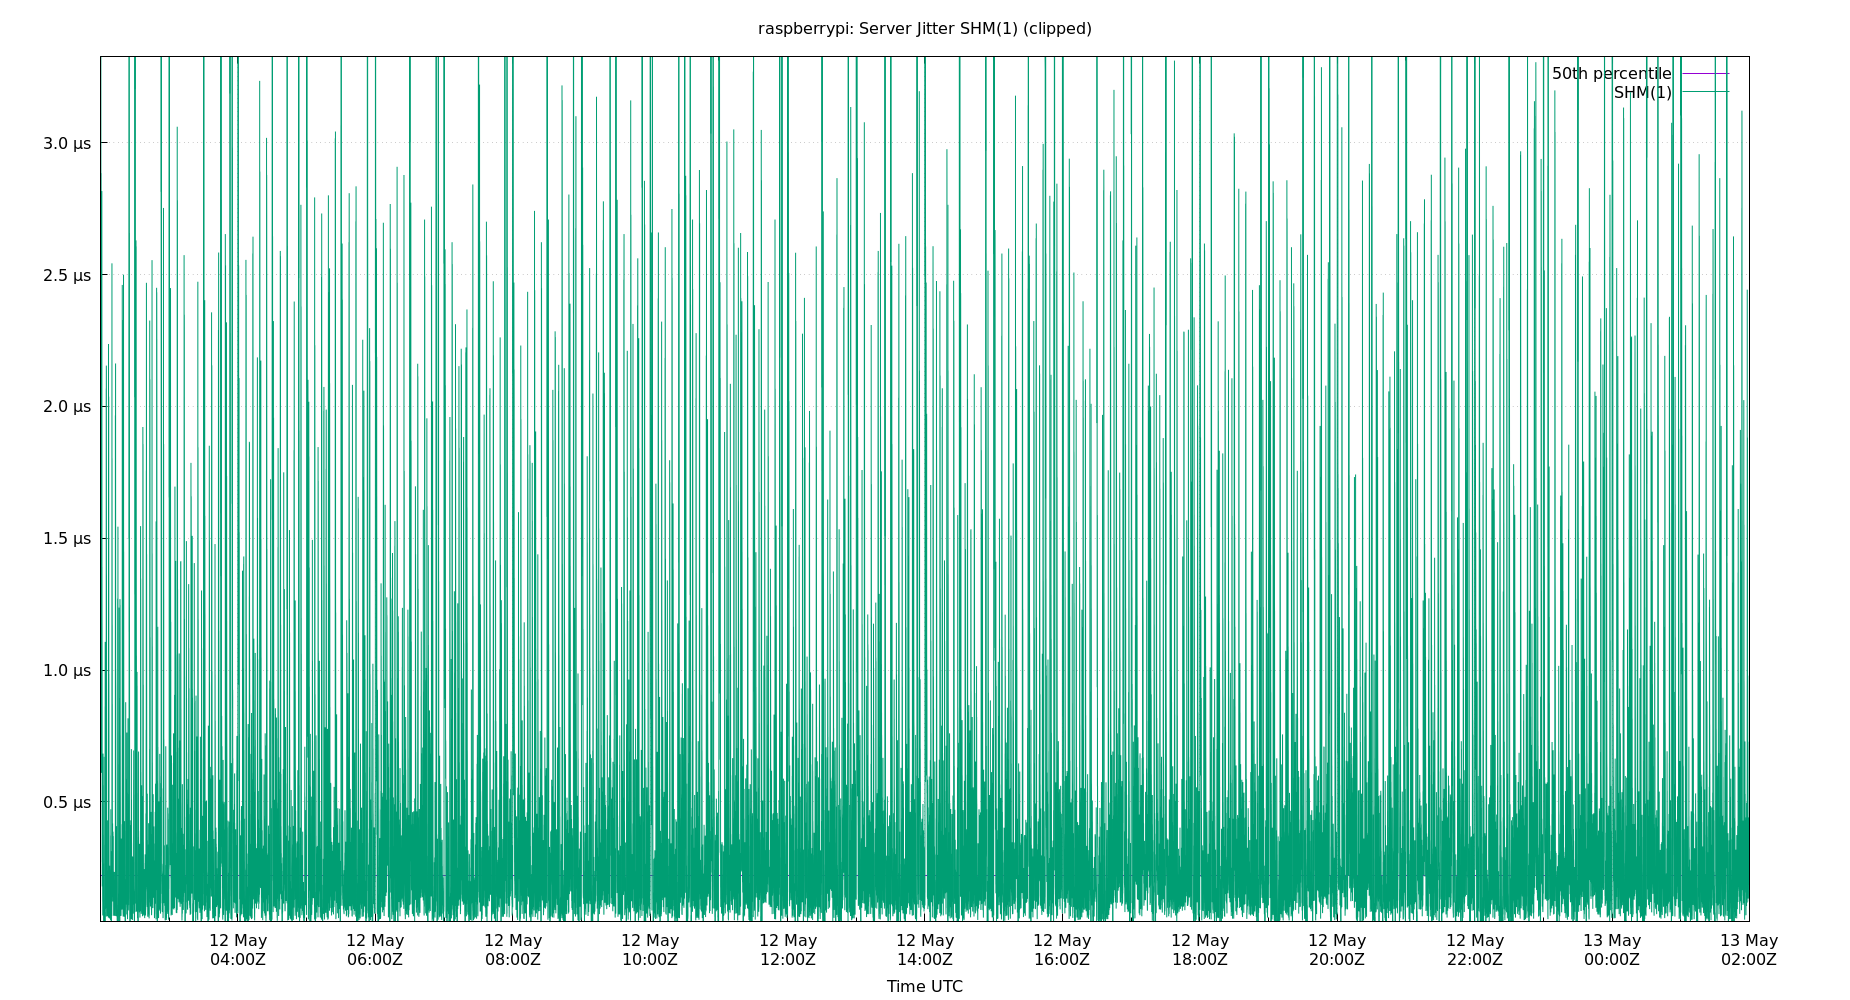 raspberrypi: Server Jitter SHM(1) (clipped)
50th percentile
SHM(1)
3.0 µs
2.5 µs
2.0 µs
1.5 µs
1.0 µs
0.5 µs
12 May 12 May 12 May 12 May 12 May 12 May 12 May 12 May 12 May 12 May 13 May 13 May
04:00Z 06:00Z 08:00Z 10:00Z 12:00Z 14:00Z 16:00Z 18:00Z 20:00Z 22:00Z 00:00Z 02:00Z
Time UTC